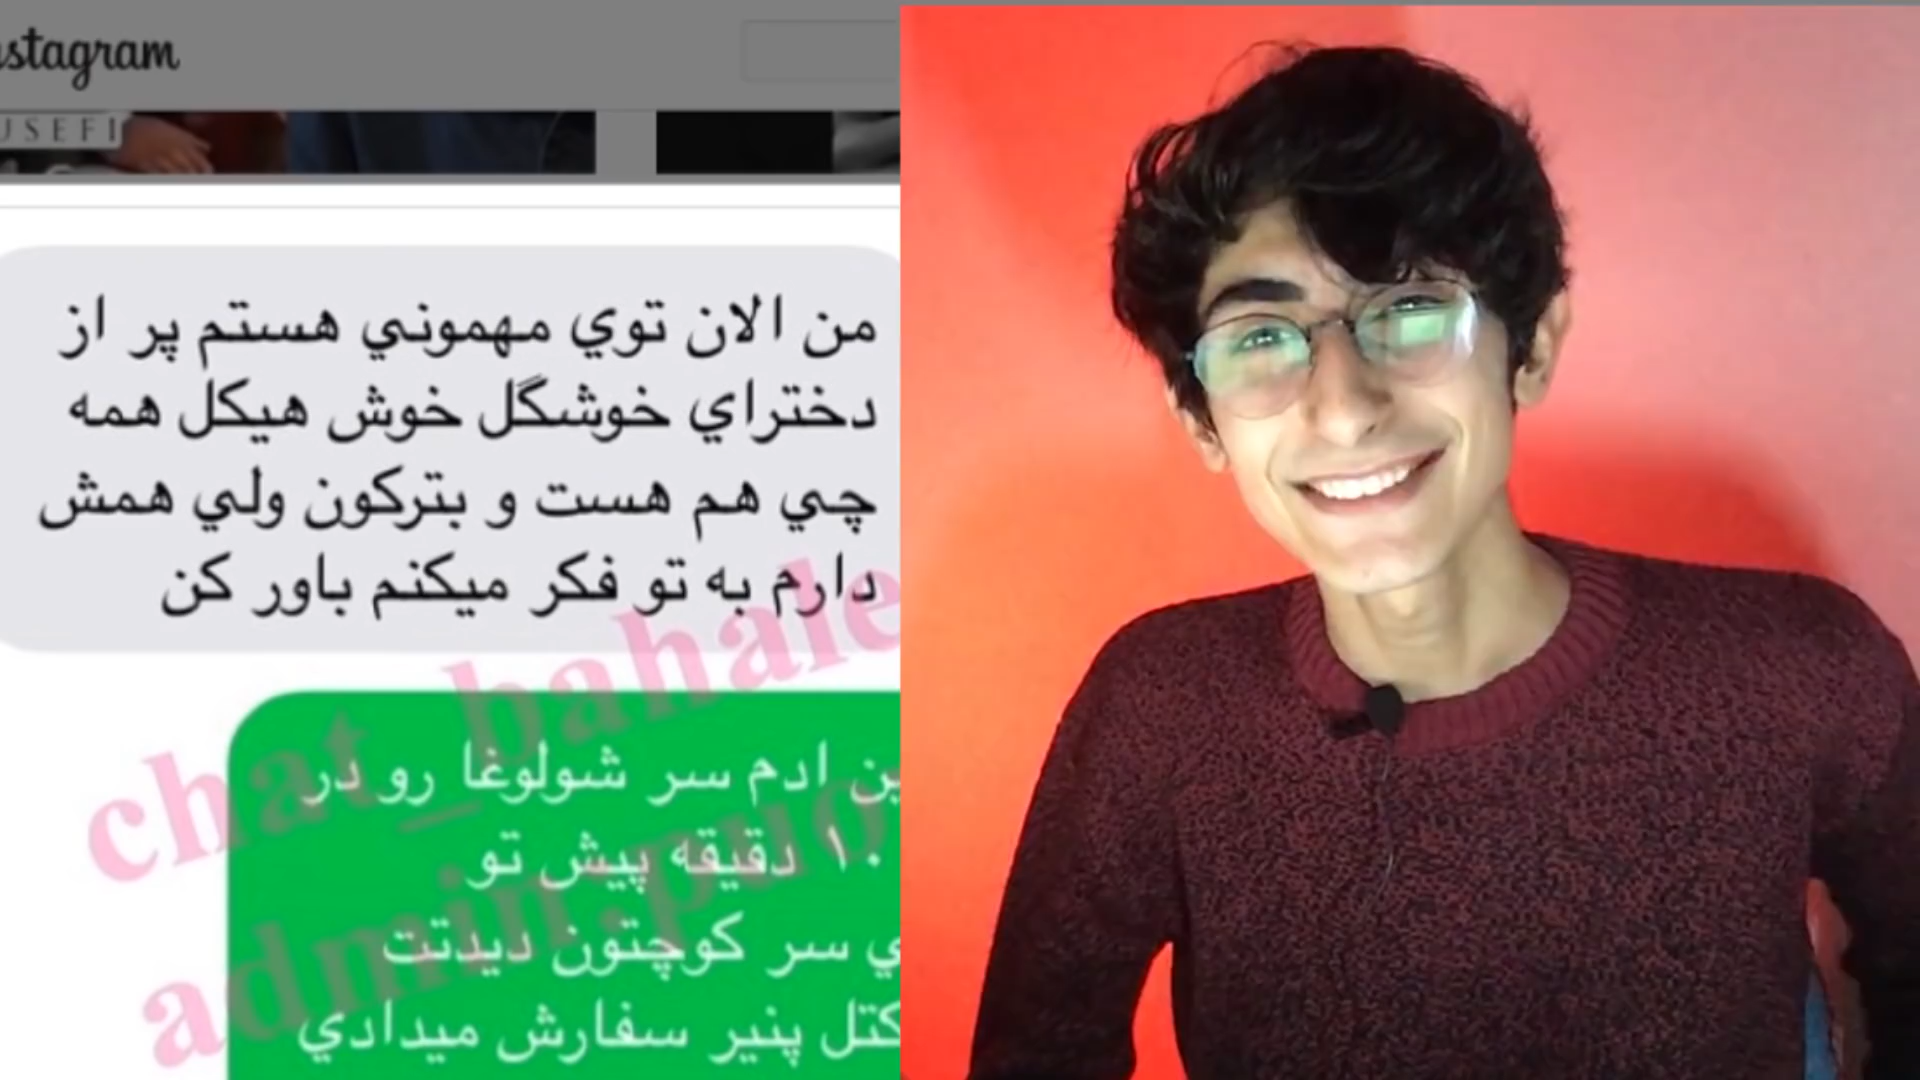 stagram
USEFI
من الان توي مهموني هستم پر از
دختراي خوشگل خوش هيكل همه
چي هم هست و بتركون ولي همش
دارم به تو فكر ميكنم باور كن
ادم سر شولوغا رو در
۱۰ دقيقه پيش تو
سر كوچتون ديدتت
پنير سفارش ميدادي
chat_bahale
admin